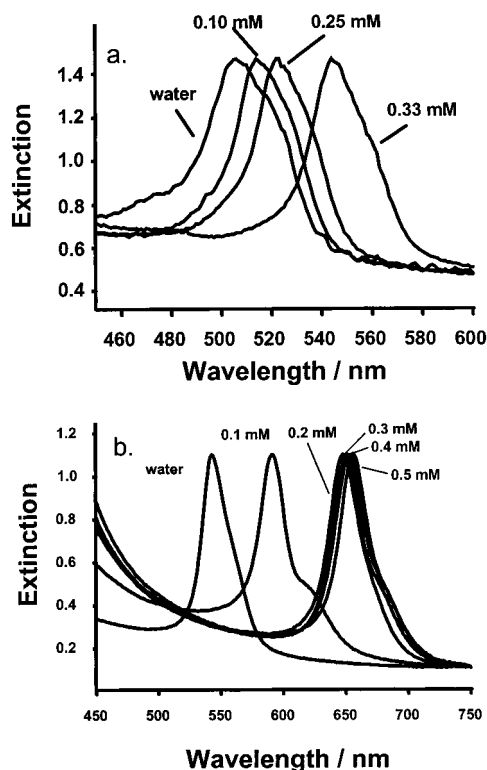 a.
0.10 mM
0.25 mM
water
0.33 mM
Extinction
1.4
1.2
1.0
0.8
0.6
0.4
460 480 500 520 540 560 580 600
Wavelength / nm
b.
water
0.1 mM
0.2 mM
0.3 mM
0.4 mM
0.5 mM
Extinction
1.2
1.0
0.8
0.6
0.4
0.2
450 500 550 600 650 700 750
Wavelength / nm